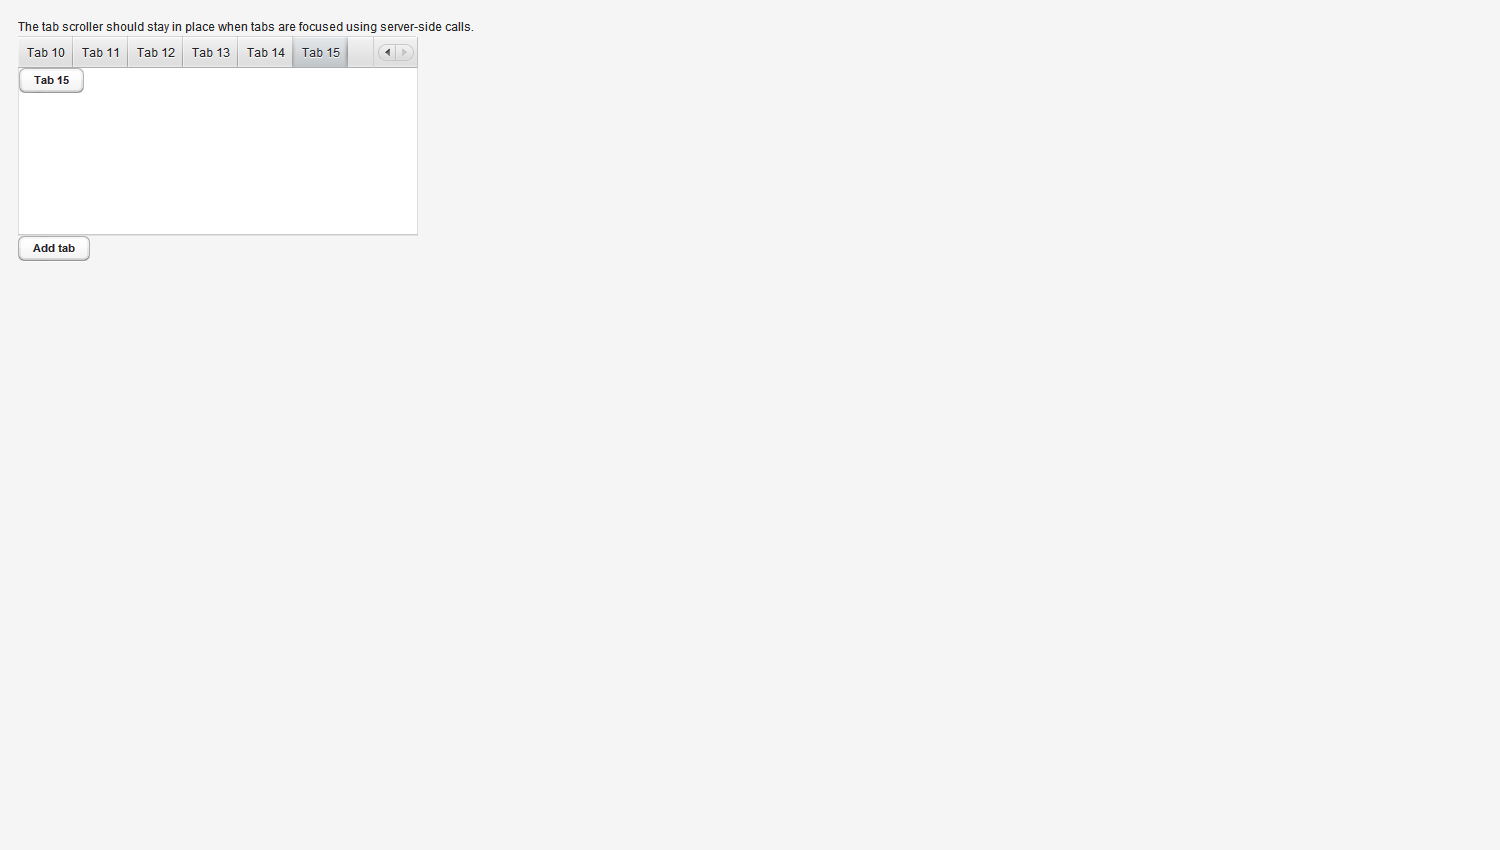 The tab scroller should stay in place when tabs are focused using server-side calls.
Tab 10 Tab 11 Tab 12 Tab 13 Tab 14 Tab 15
Tab 15
Add tab